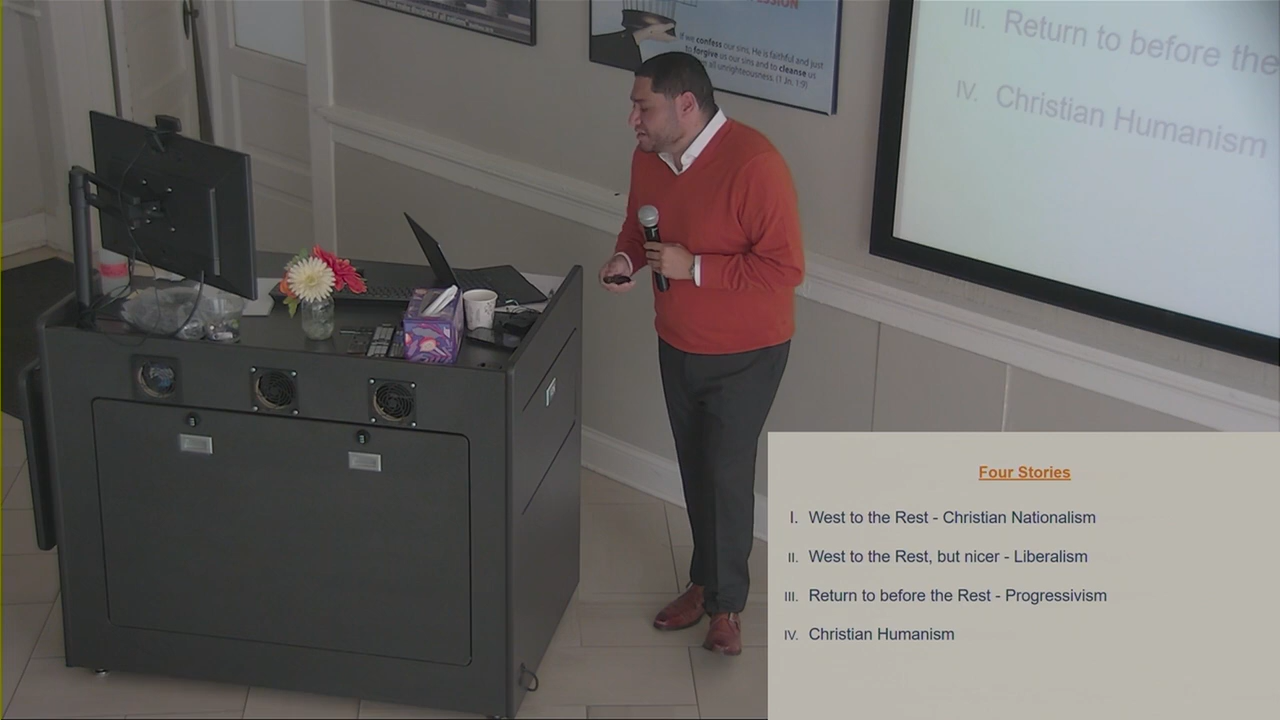 If we confess our sins, He is faithful and just
to forgive us our sins and to cleanse us
all unrighteousness. (1 Jn. 1:9)
III. Return to before the
IV. Christian Humanism
Four Stories
I. West to the Rest - Christian Nationalism
II. West to the Rest, but nicer - Liberalism
III. Return to before the Rest - Progressivism
IV. Christian Humanism